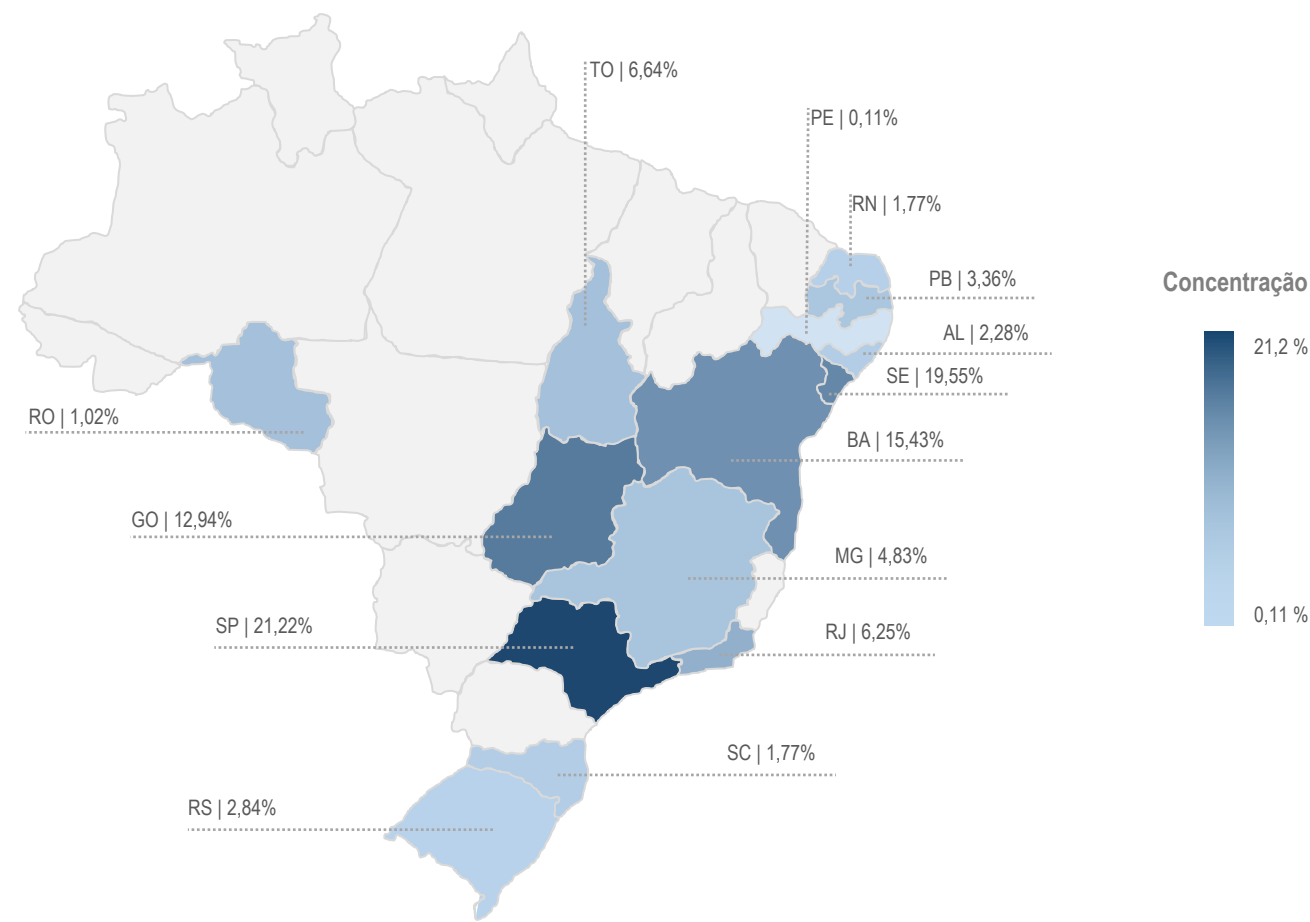 TO | 6,64%
PE | 0,11%
RN | 1,77%
PB | 3,36%
Concentração
AL | 2,28%
21,2 %
SE | 19,55%
RO | 1,02%
BA | 15,43%
GO | 12,94%
MG | 4,83%
0,11 %
SP | 21,22%
RJ | 6,25%
SC | 1,77%
RS | 2,84%